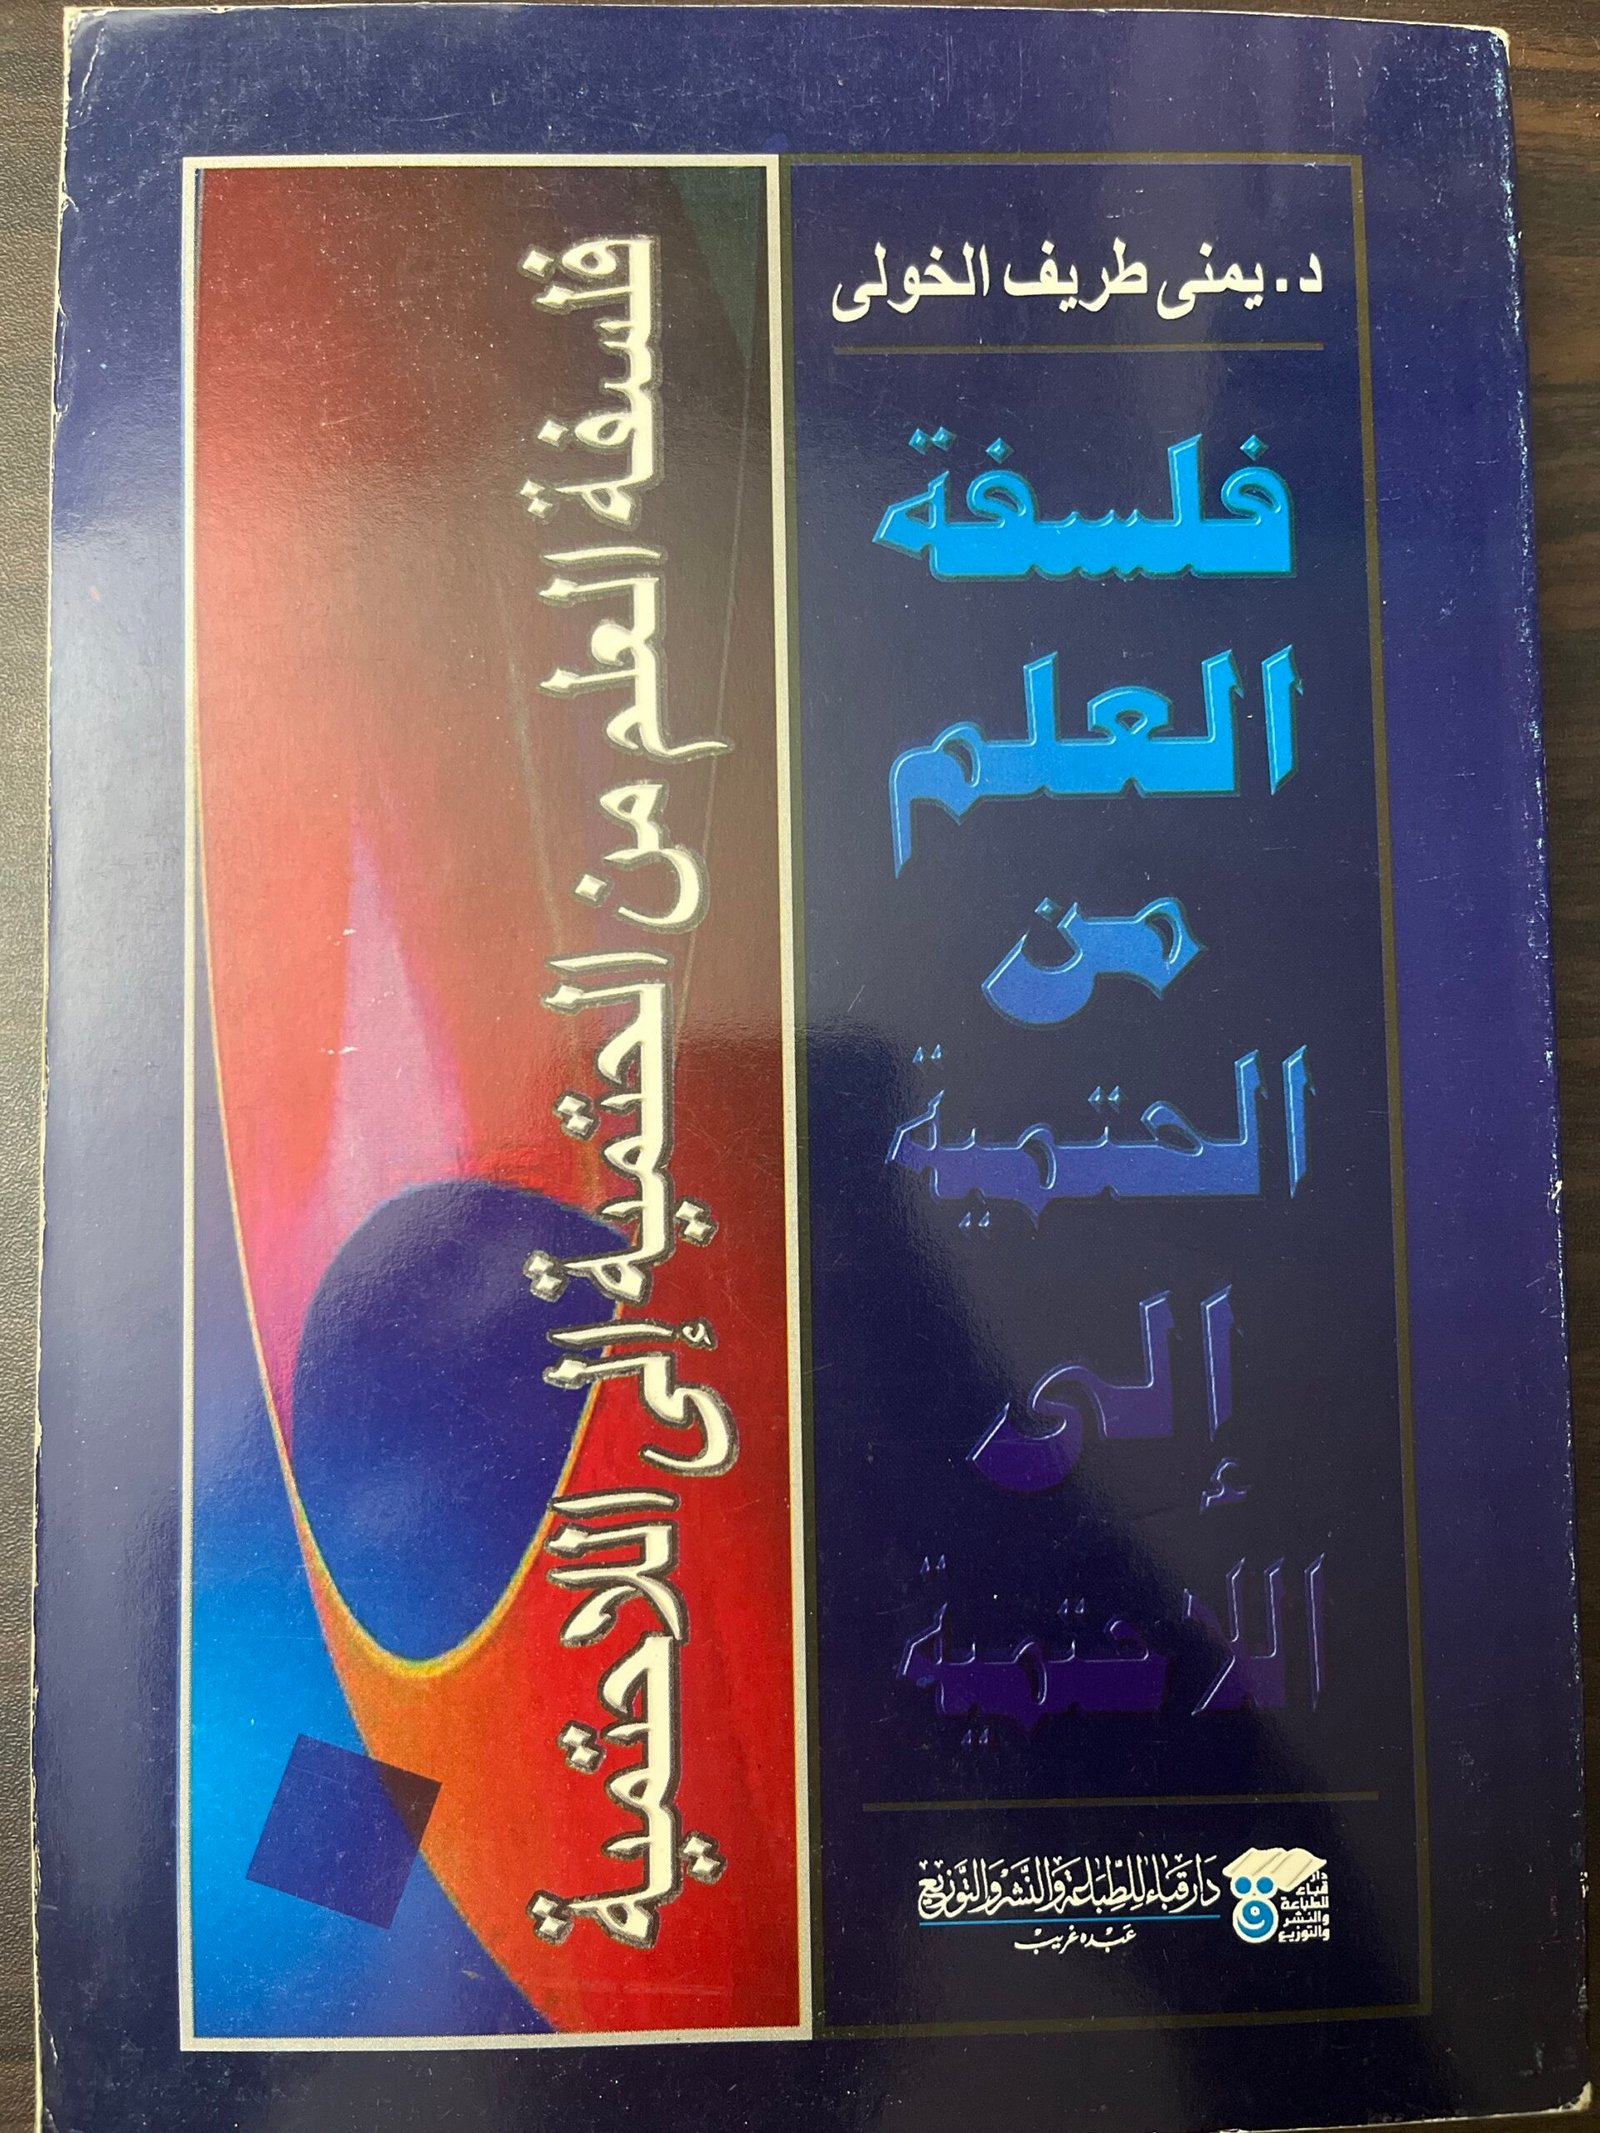 د. يمنى طريف الخولى
فلسفة
العلم
من
الحتمية
إلى
اللاحتمية
فلسفة العلم من الحتمية إلى اللاحتمية
دار قباء للطباعة والنشر والتوزيع
عبده غريب
دار
قباء
للطباعة
والنشر
والتوزيع